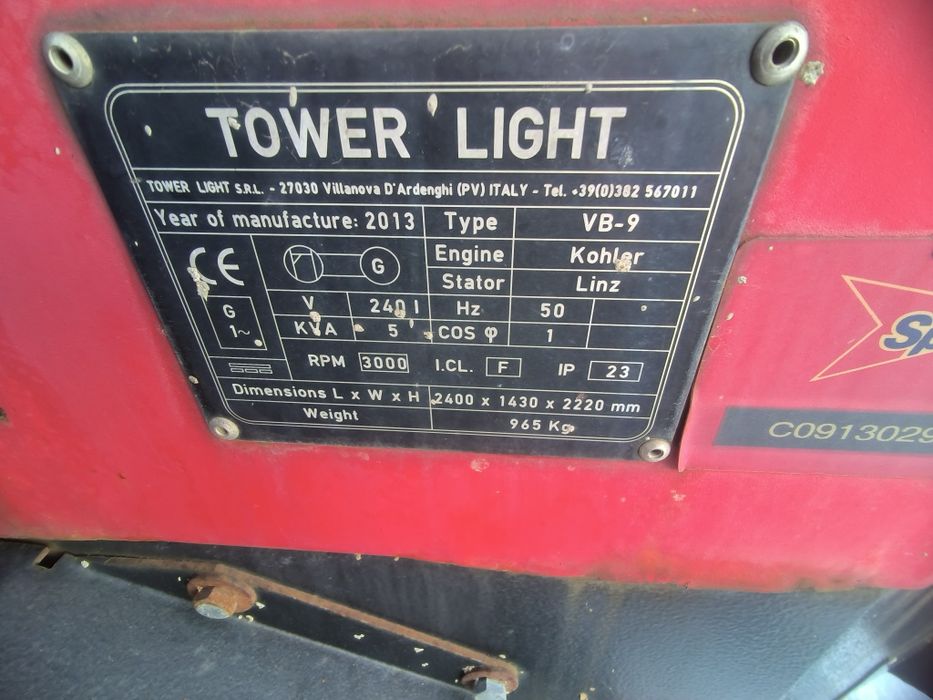 TOWER LIGHT
TOWER LIGHT S.R.L. - 27030 Villanova D'Ardenghi (PV) ITALY - Tel. +39(0)382 567011
Year of manufacture: 2013 Type VB-9
CE Engine Kohler
G Stator Linz
G V 240 I Hz 50
1~ KVA 5 COS φ 1
RPM 3000 I.CL. F IP 23
Dimensions L x W x H 2400 x 1430 x 2220 mm
Weight 965 Kg